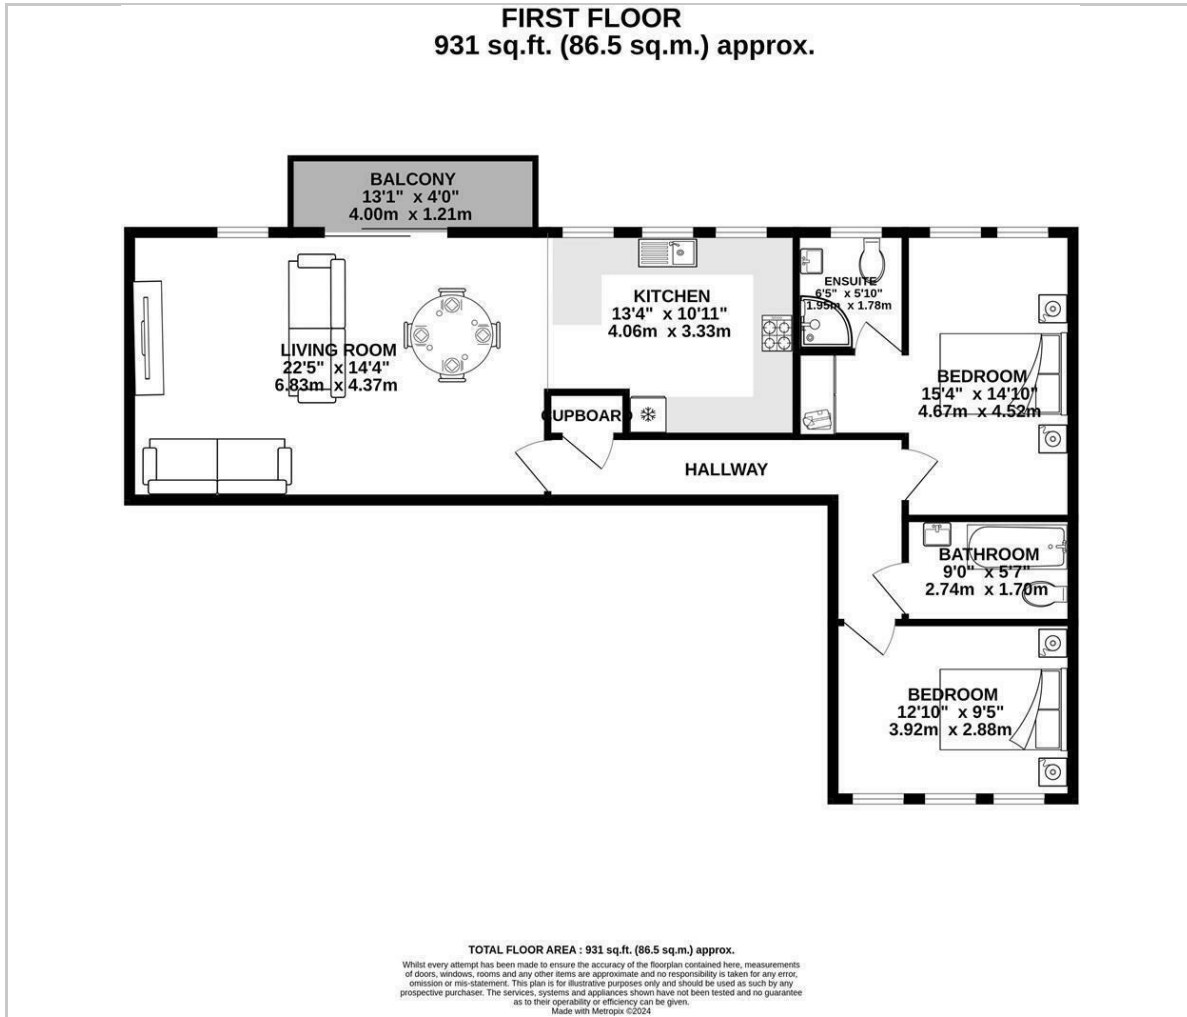 FIRST FLOOR
931 sq.ft. (86.5 sq.m.) approx.
BALCONY
13'1" x 4'0"
4.00m x 1.21m
LIVING ROOM
22'5" x 14'4"
6.83m x 4.37m
KITCHEN
13'4" x 10'11"
4.06m x 3.33m
ENSUITE
6'5" x 5'10"
1.95m x 1.78m
BEDROOM
15'4" x 14'10"
4.67m x 4.52m
CUPBOARD
HALLWAY
BATHROOM
9'0" x 5'7"
2.74m x 1.70m
BEDROOM
12'10" x 9'5"
3.92m x 2.88m
TOTAL FLOOR AREA : 931 sq.ft. (86.5 sq.m.) approx.
Whilst every attempt has been made to ensure the accuracy of the floorplan contained here, measurements
of doors, windows, rooms and any other items are approximate and no responsibility is taken for any error,
omission or mis-statement. This plan is for illustrative purposes only and should be used as such by any
prospective purchaser. The services, systems and appliances shown have not been tested and no guarantee
as to their operability or efficiency can be given.
Made with Metropix ©2024